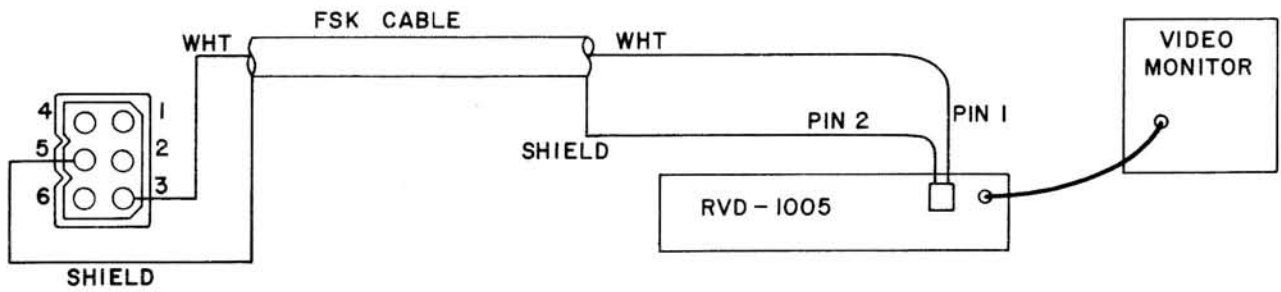 FSK CABLE
WHT
WHT
VIDEO
MONITOR
4
1
5
2
6
3
PIN 2
PIN 1
SHIELD
RVD-1005
SHIELD